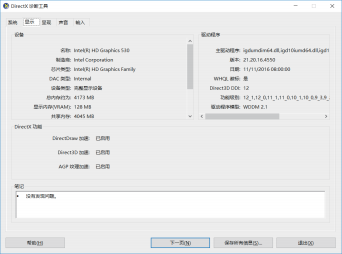 DirectX 诊断工具
系统 显示 呈现 声音 输入
设备
名称: Intel(R) HD Graphics 530
制造商: Intel Corporation
芯片类型: Intel(R) HD Graphics Family
DAC 类型: Internal
设备类型: 完整显示设备
总内存约为: 4173 MB
显示内存(VRAM): 128 MB
共享内存: 4045 MB
驱动程序
主驱动程序: igdumdim64.dll,igd10iumd64.dll,igd1
版本: 21.20.16.4550
日期: 11/11/2016 08:00:00
WHQL 徽标: 是
Direct3D DDI: 12
功能级别: 12_1,12_0,11_1,11_0,10_1,10_0,9_3,9_
驱动程序模型: WDDM 2.1
DirectX 功能
DirectDraw 加速: 已启用
Direct3D 加速: 已启用
AGP 纹理加速: 已启用
笔记
没有发现问题。
帮助(H)
下一页(N)
保存所有信息(S)...
退出(X)